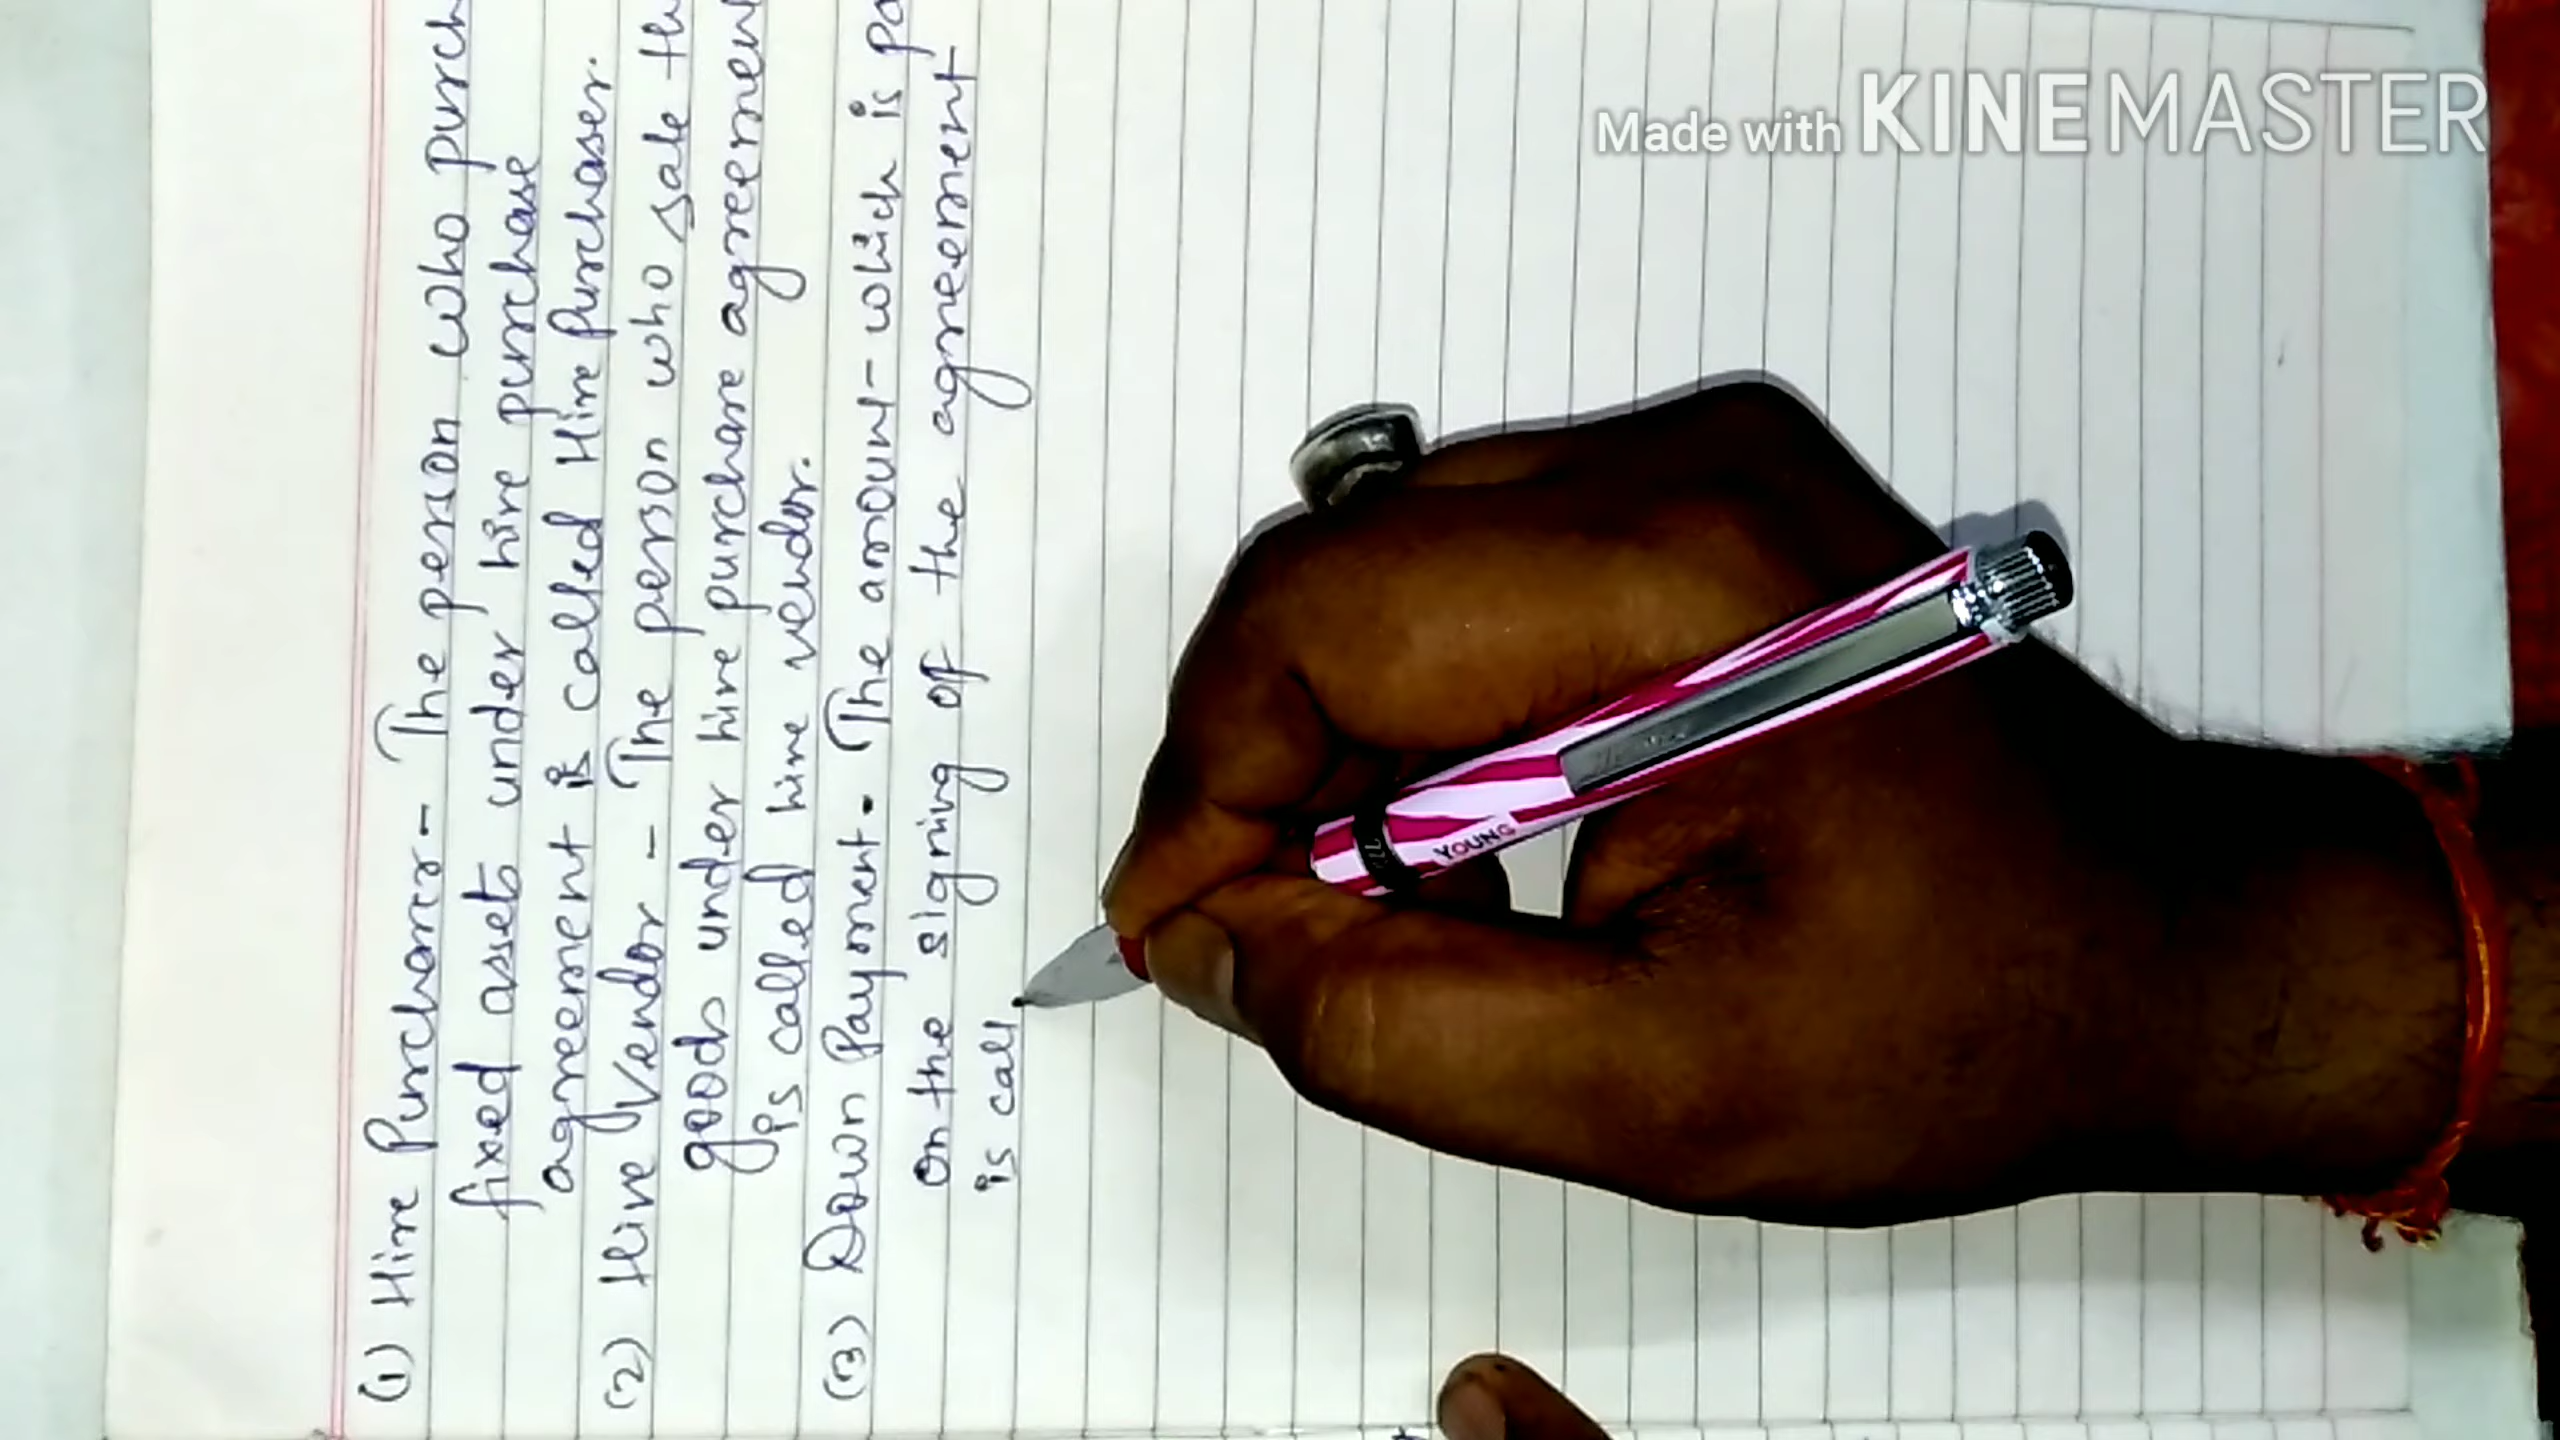 (1) Hire Purchaser - The person who purch
fixed assets under hire purchase
agreement is called Hire Purchaser.
(2) Hire Vendor - The person who sale th
goods under hire purchase agreement
is called hire vendor.
(3) Down Payment - The amount which is pa
on the signing of the agreement
is call
Made with KINEMASTER
YOUNG